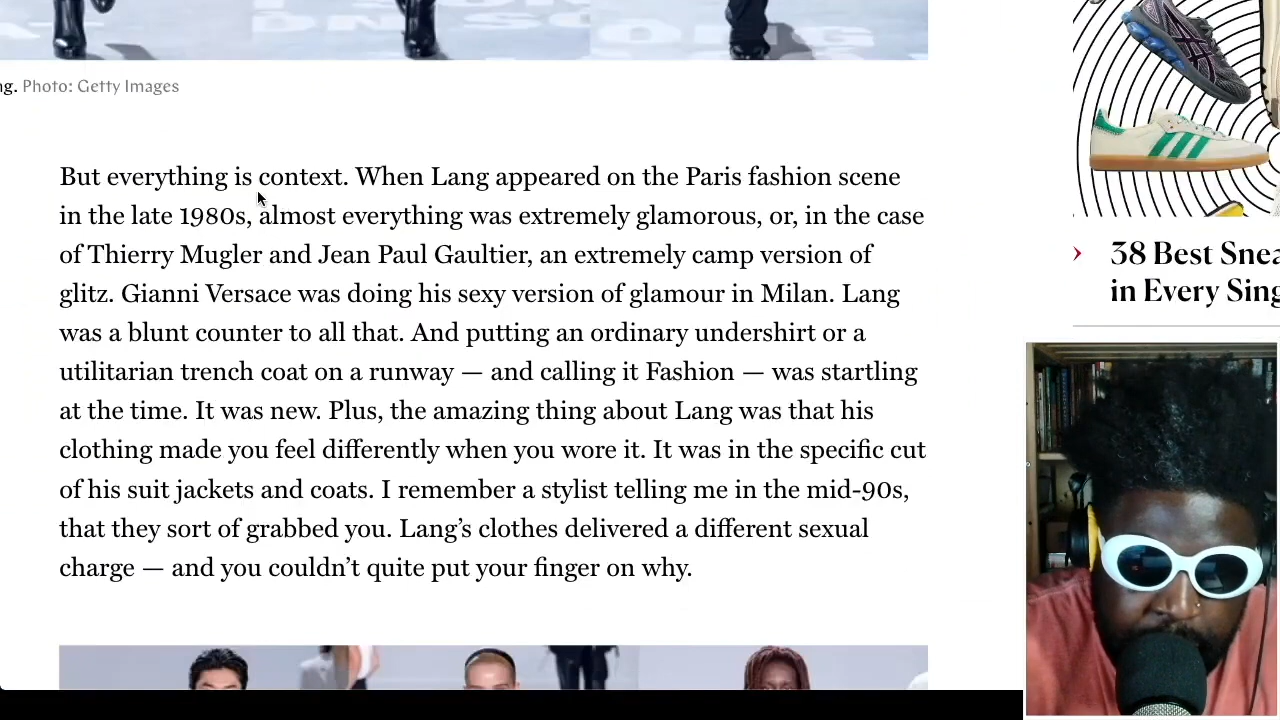 ng. Photo: Getty Images
But everything is context. When Lang appeared on the Paris fashion scene
in the late 1980s, almost everything was extremely glamorous, or, in the case
of Thierry Mugler and Jean Paul Gaultier, an extremely camp version of
glitz. Gianni Versace was doing his sexy version of glamour in Milan. Lang
was a blunt counter to all that. And putting an ordinary undershirt or a
utilitarian trench coat on a runway — and calling it Fashion — was startling
at the time. It was new. Plus, the amazing thing about Lang was that his
clothing made you feel differently when you wore it. It was in the specific cut
of his suit jackets and coats. I remember a stylist telling me in the mid-90s,
that they sort of grabbed you. Lang’s clothes delivered a different sexual
charge — and you couldn’t quite put your finger on why.
38 Best Snea
in Every Sing